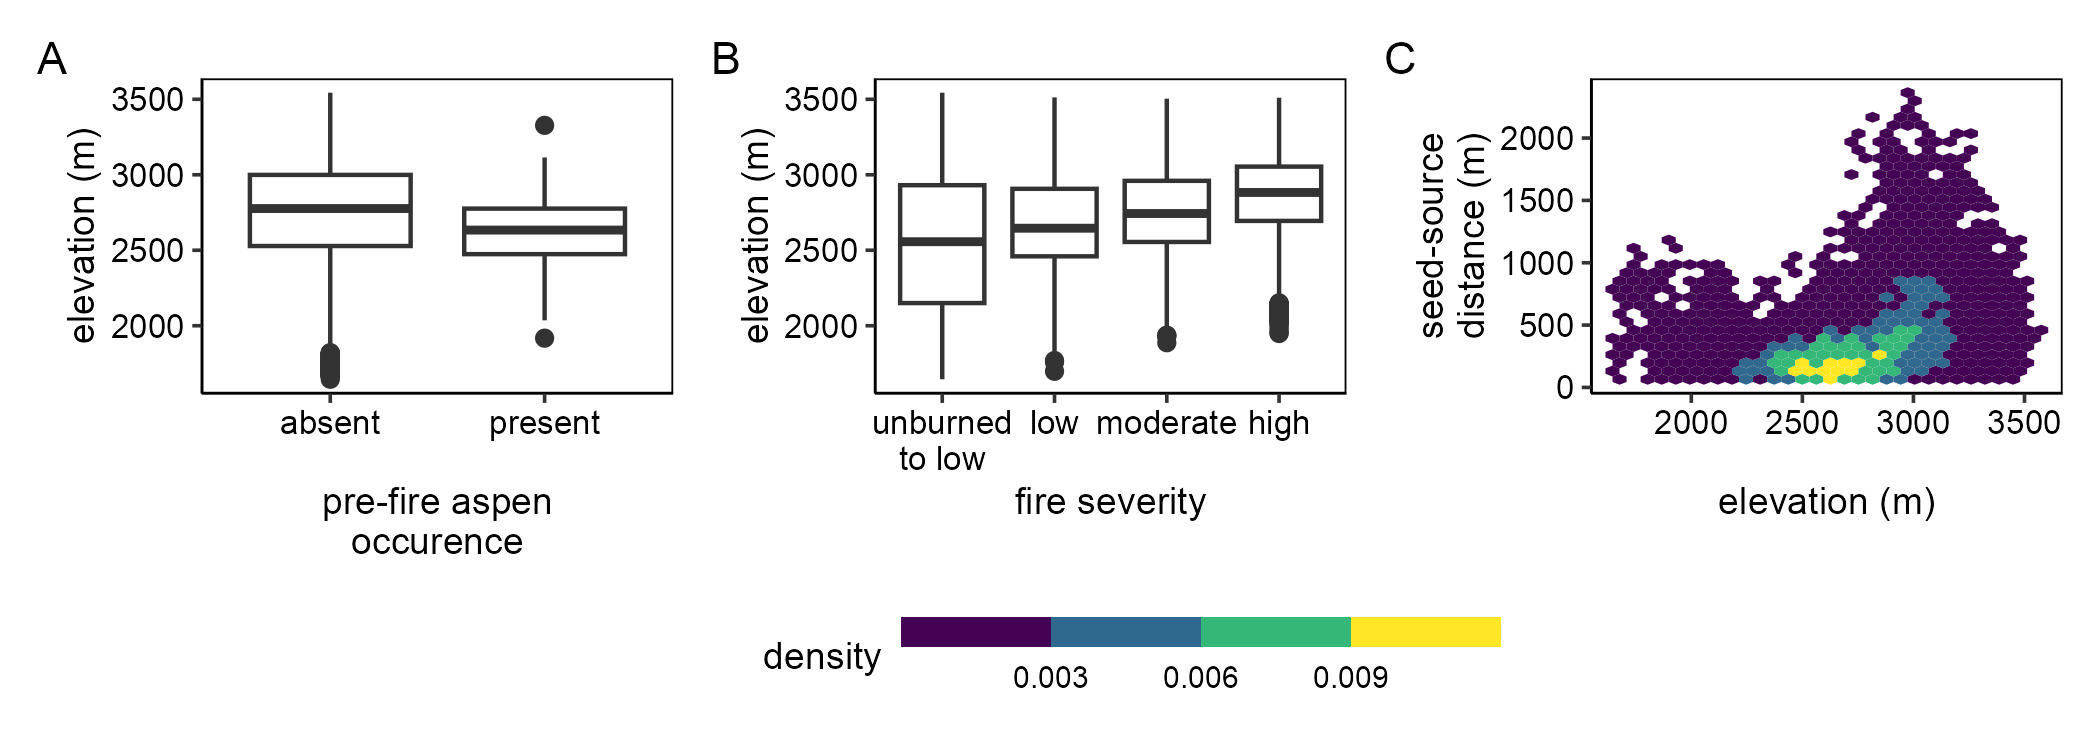 A
elevation (m)
3500
3000
2500
2000
absent present
pre-fire aspen
occurence
B
elevation (m)
3500
3000
2500
2000
unburned low moderate high
to low
fire severity
C
seed-source
distance (m)
2000
1500
1000
500
0
2000 2500 3000 3500
elevation (m)
density
0.003 0.006 0.009